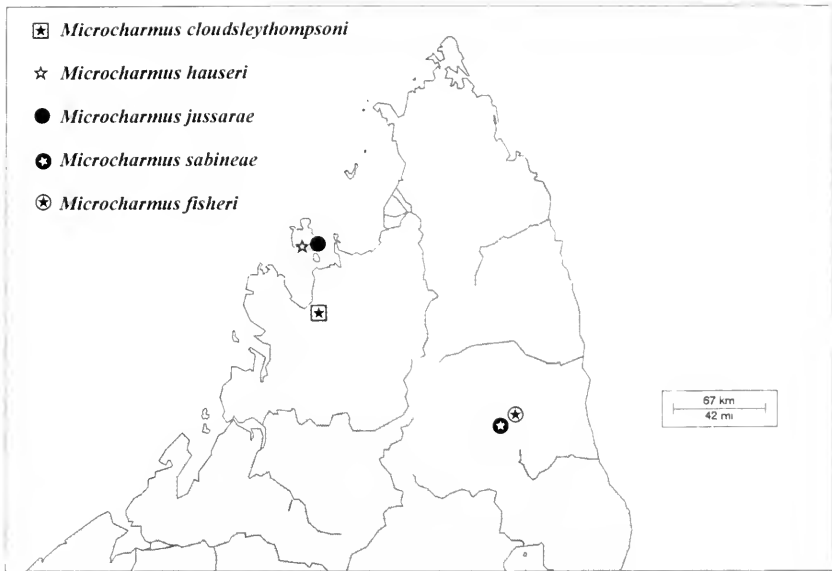 Microcharmus cloudsleythompsoni
Microcharmus hauseri
Microcharmus jussarae
Microcharmus sabineae
Microcharmus fisheri
67 km
42 mi